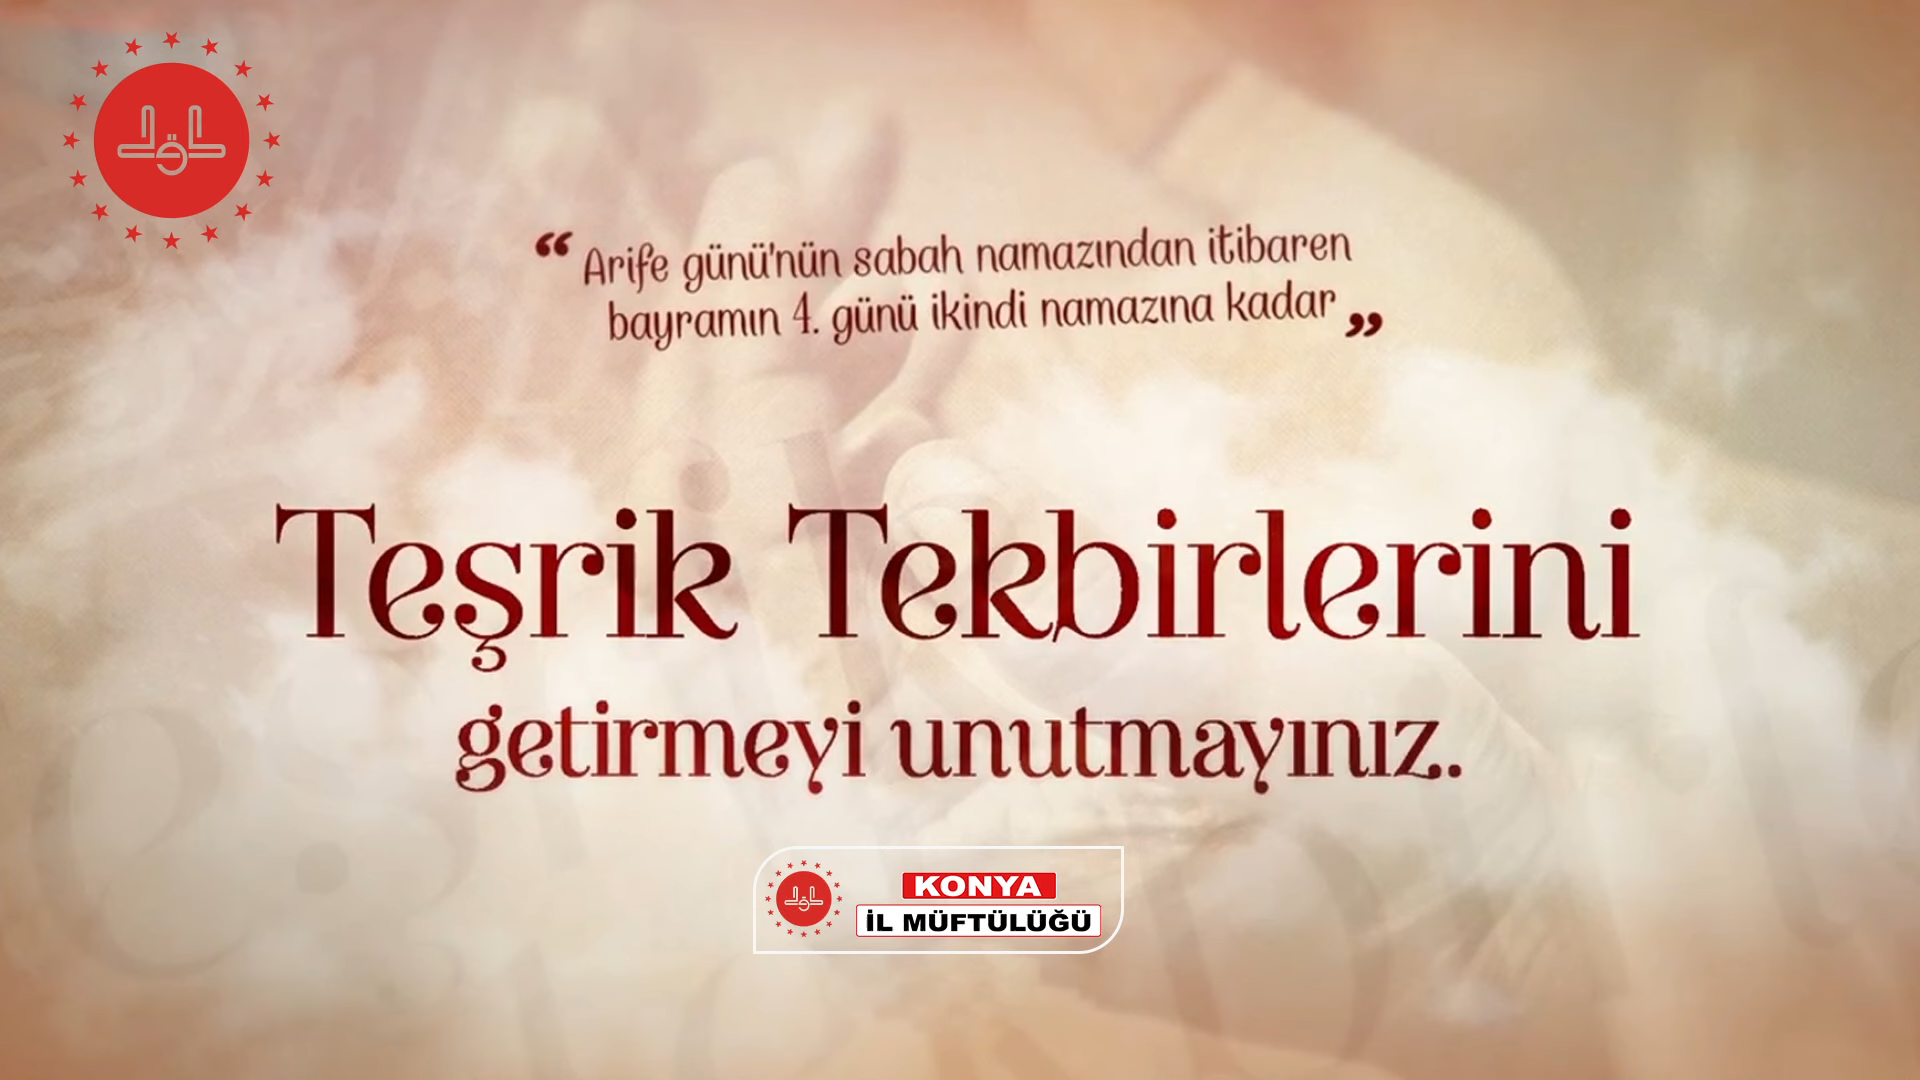 “ Arife günü'nün sabah namazından itibaren
bayramın 4. günü ikindi namazına kadar ”
Teşrik Tekbirlerini
getirmeyi unutmayınız..
KONYA
İL MÜFTÜLÜĞÜ